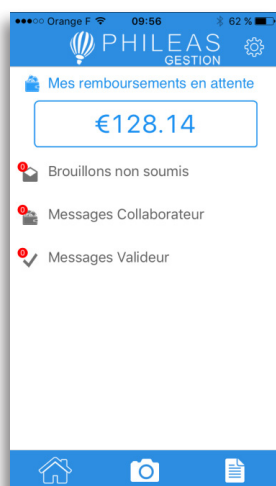 Orange F 09:56 62 %
PHILEAS
GESTION
Mes remboursements en attente
€128.14
0 Brouillons non soumis
0 Messages Collaborateur
0 Messages Valideur